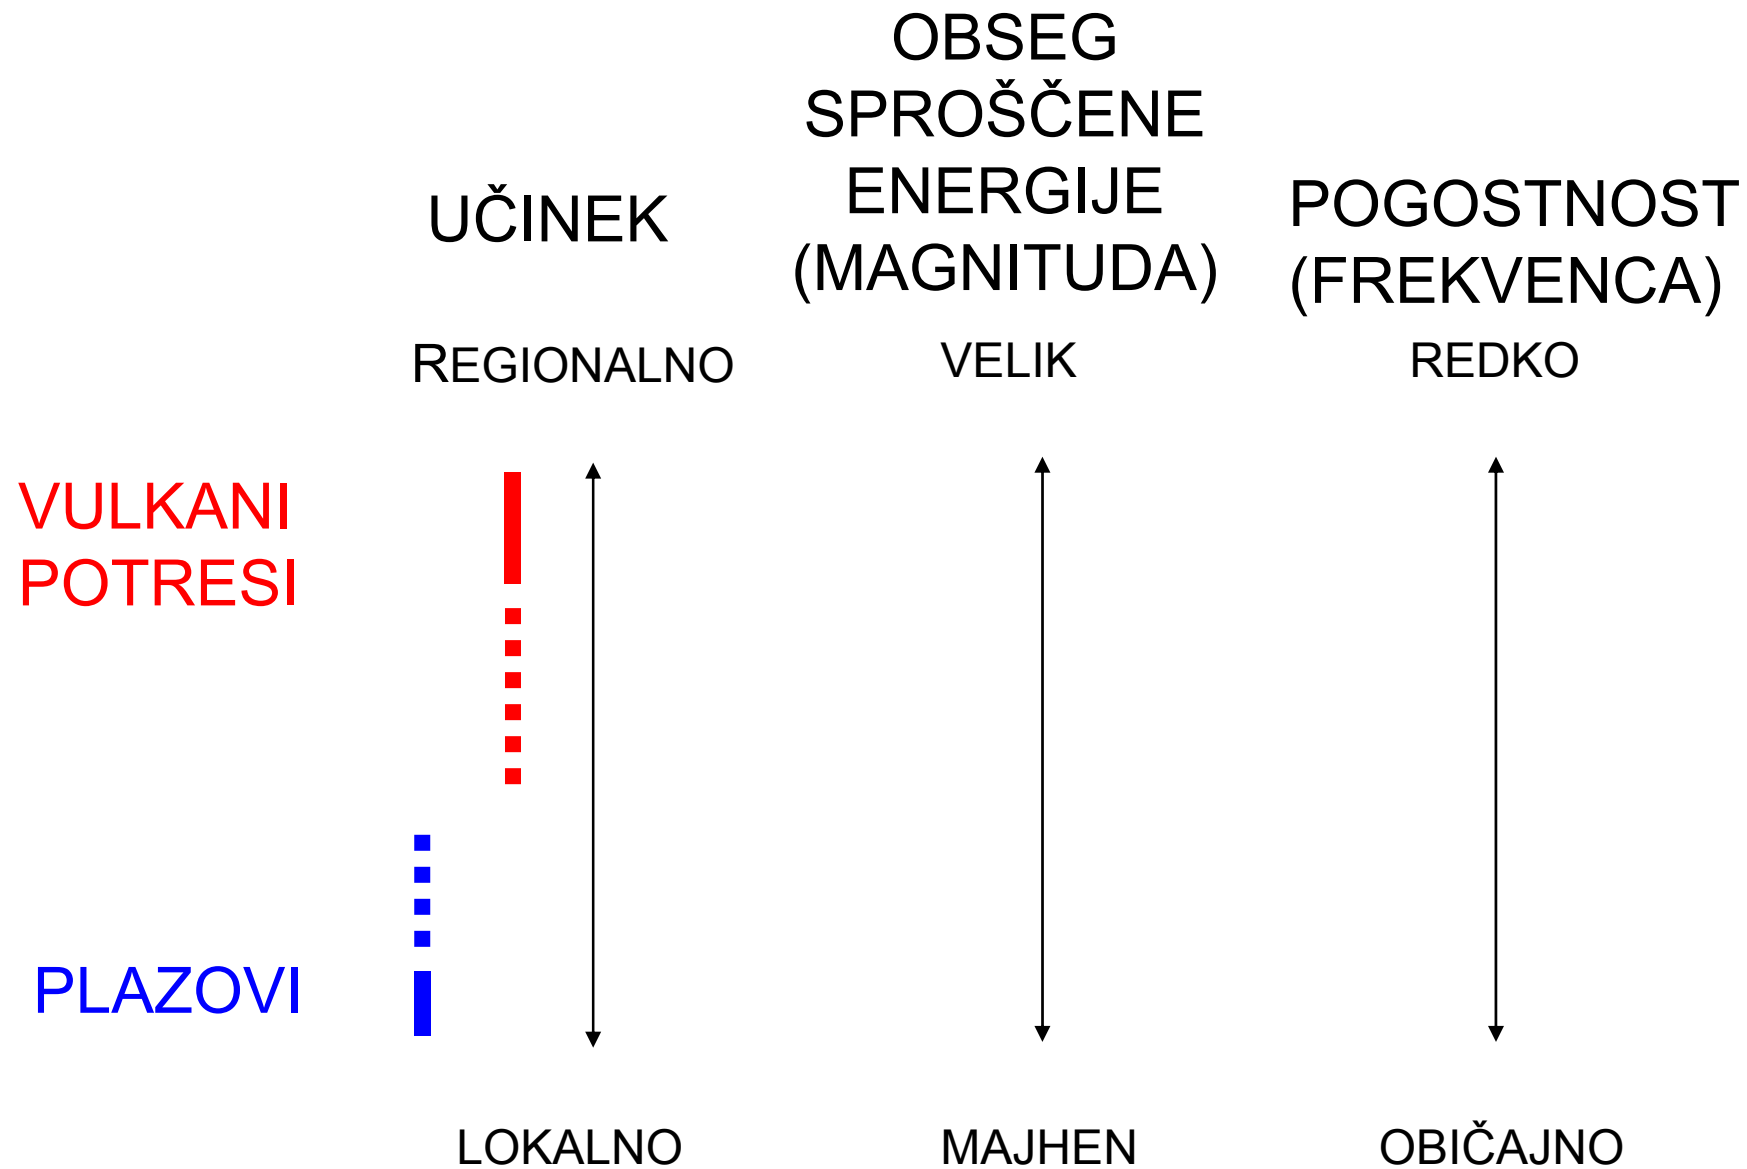 UČINEK
OBSEG
SPROŠČENE
ENERGIJE
(MAGNITUDA)
POGOSTNOST
(FREKVENCA)
REGIONALNO
VELIK
REDKO
VULKANI
POTRESI
PLAZOVI
LOKALNO
MAJHEN
OBIČAJNO